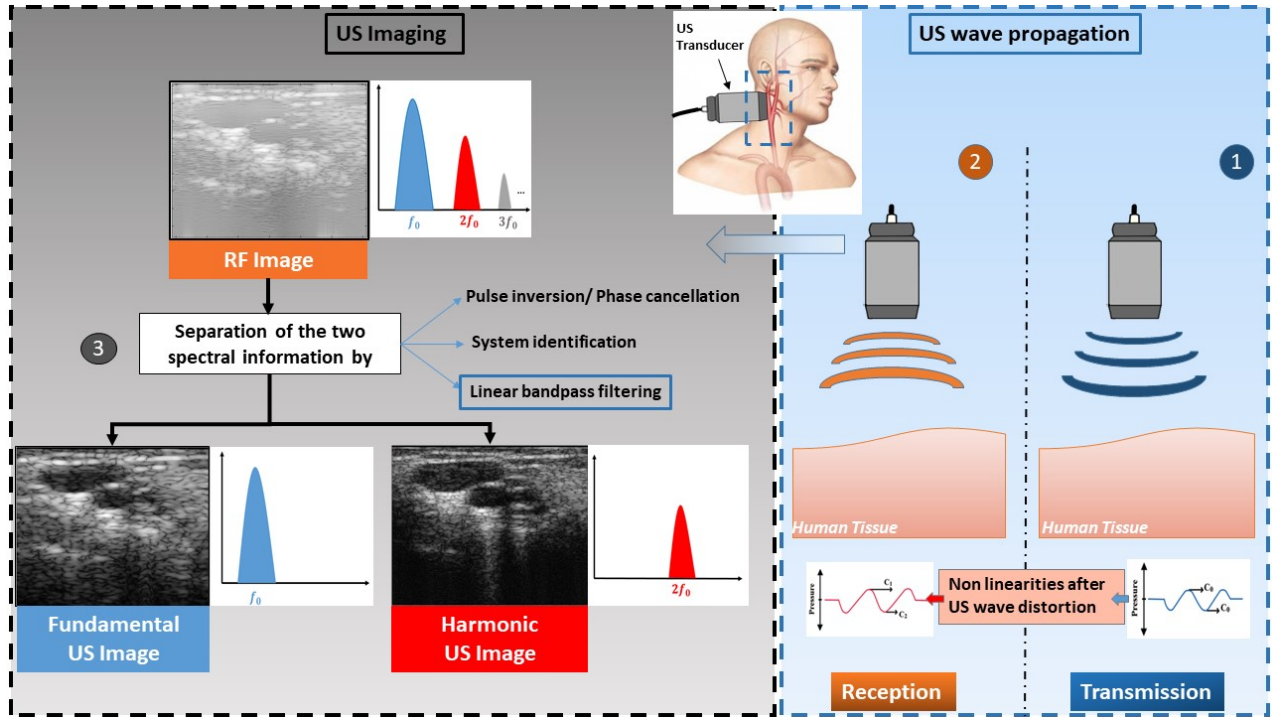 US Imaging
US
Transducer
US wave propagation
f₀
2f₀
3f₀
...
RF Image
2
1
3
Separation of the two
spectral information by
Pulse inversion/ Phase cancellation
System identification
Linear bandpass filtering
f₀
2f₀
Fundamental
US Image
Harmonic
US Image
Human Tissue
Human Tissue
Pressure
C₁
C₂
Non linearities after
US wave distortion
Pressure
C₀
C₀
Reception
Transmission